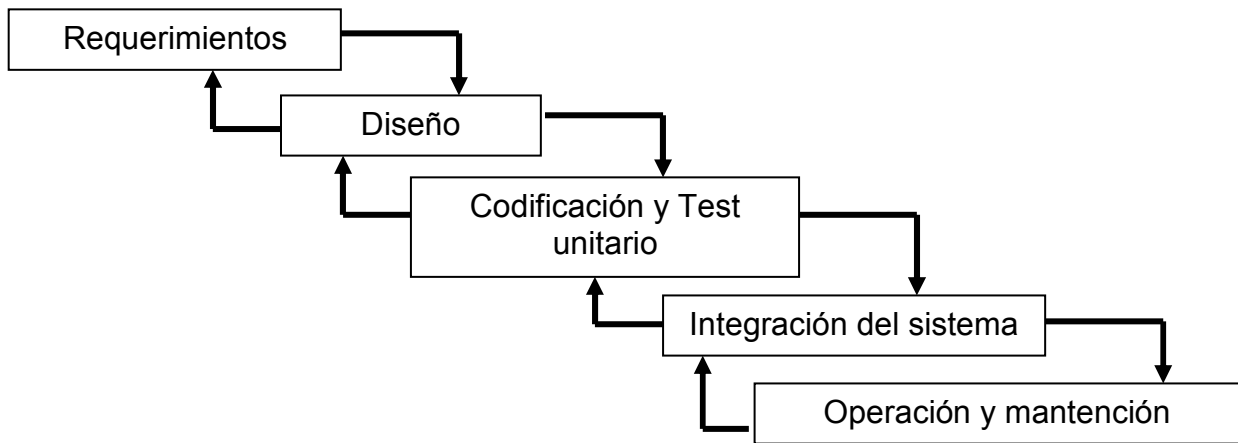 Requerimientos
Diseño
Codificación y Test
unitario
Integración del sistema
Operación y mantención